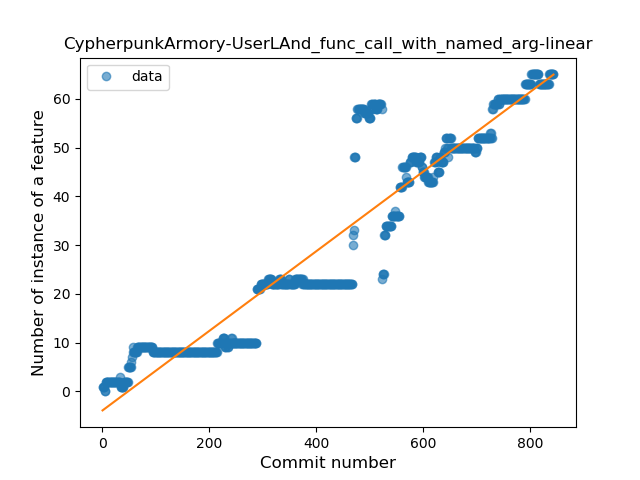 CypherpunkArmory-UserLAnd_func_call_with_named_arg-linear
data
Number of instance of a feature
60
50
40
30
20
10
0
0 200 400 600 800
Commit number